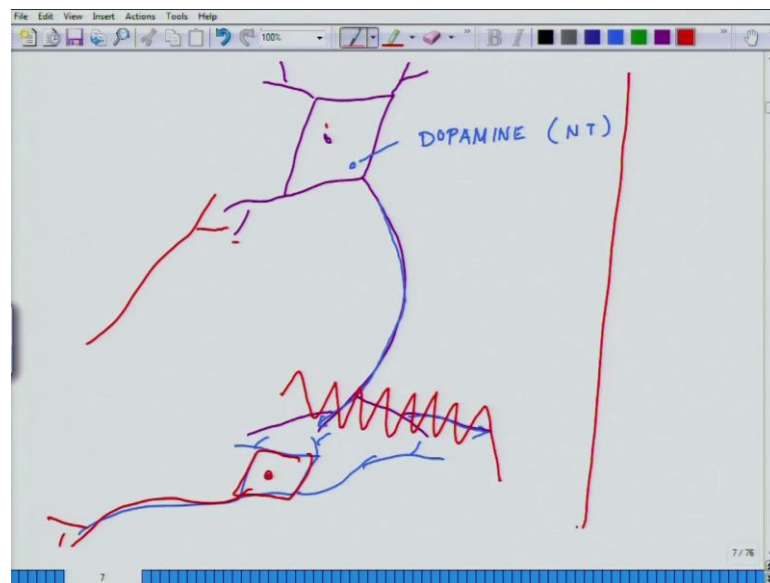 File Edit View Insert Actions Tools Help
100%
B I
DOPAMINE (NT)
7 / 76
7